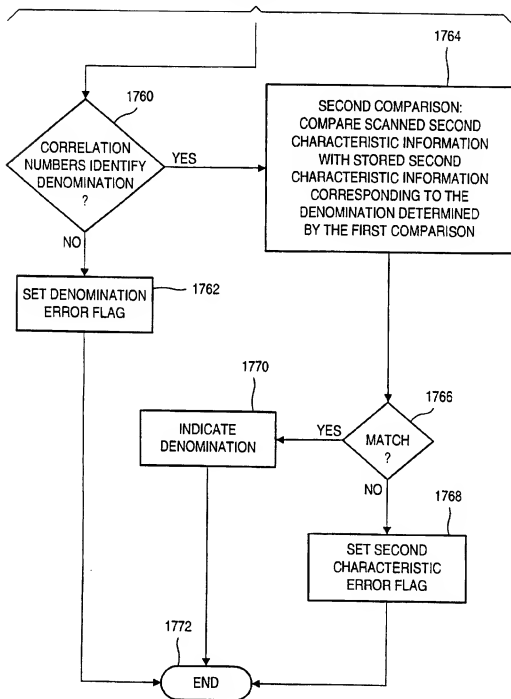 1760
CORRELATION
NUMBERS IDENTIFY
DENOMINATION
?
YES
NO
1764
SECOND COMPARISON:
COMPARE SCANNED SECOND
CHARACTERISTIC INFORMATION
WITH STORED SECOND
CHARACTERISTIC INFORMATION
CORRESPONDING TO THE
DENOMINATION DETERMINED
BY THE FIRST COMPARISON
1762
SET DENOMINATION
ERROR FLAG
1770
INDICATE
DENOMINATION
YES
1766
MATCH
?
NO
1768
SET SECOND
CHARACTERISTIC
ERROR FLAG
1772
END